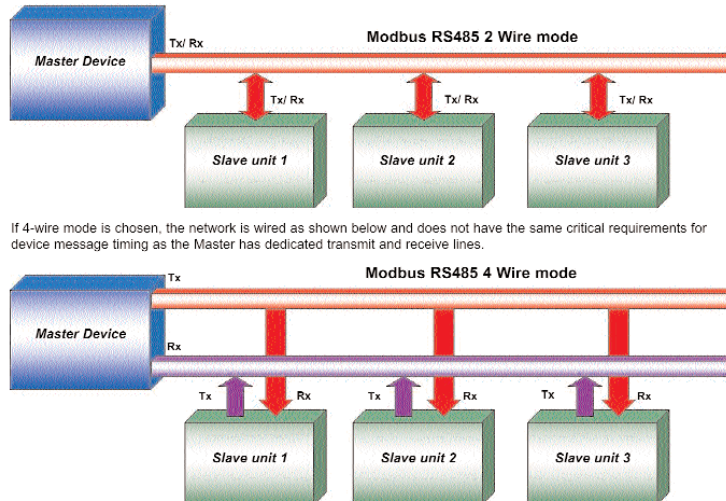 Modbus RS485 2 Wire mode
Tx/ Rx
Master Device
Tx/ Rx
Tx/ Rx
Tx/ Rx
Slave unit 1
Slave unit 2
Slave unit 3
If 4-wire mode is chosen, the network is wired as shown below and does not have the same critical requirements for
device message timing as the Master has dedicated transmit and receive lines.
Modbus RS485 4 Wire mode
Tx
Master Device
Rx
Tx
Rx
Tx
Rx
Tx
Rx
Slave unit 1
Slave unit 2
Slave unit 3